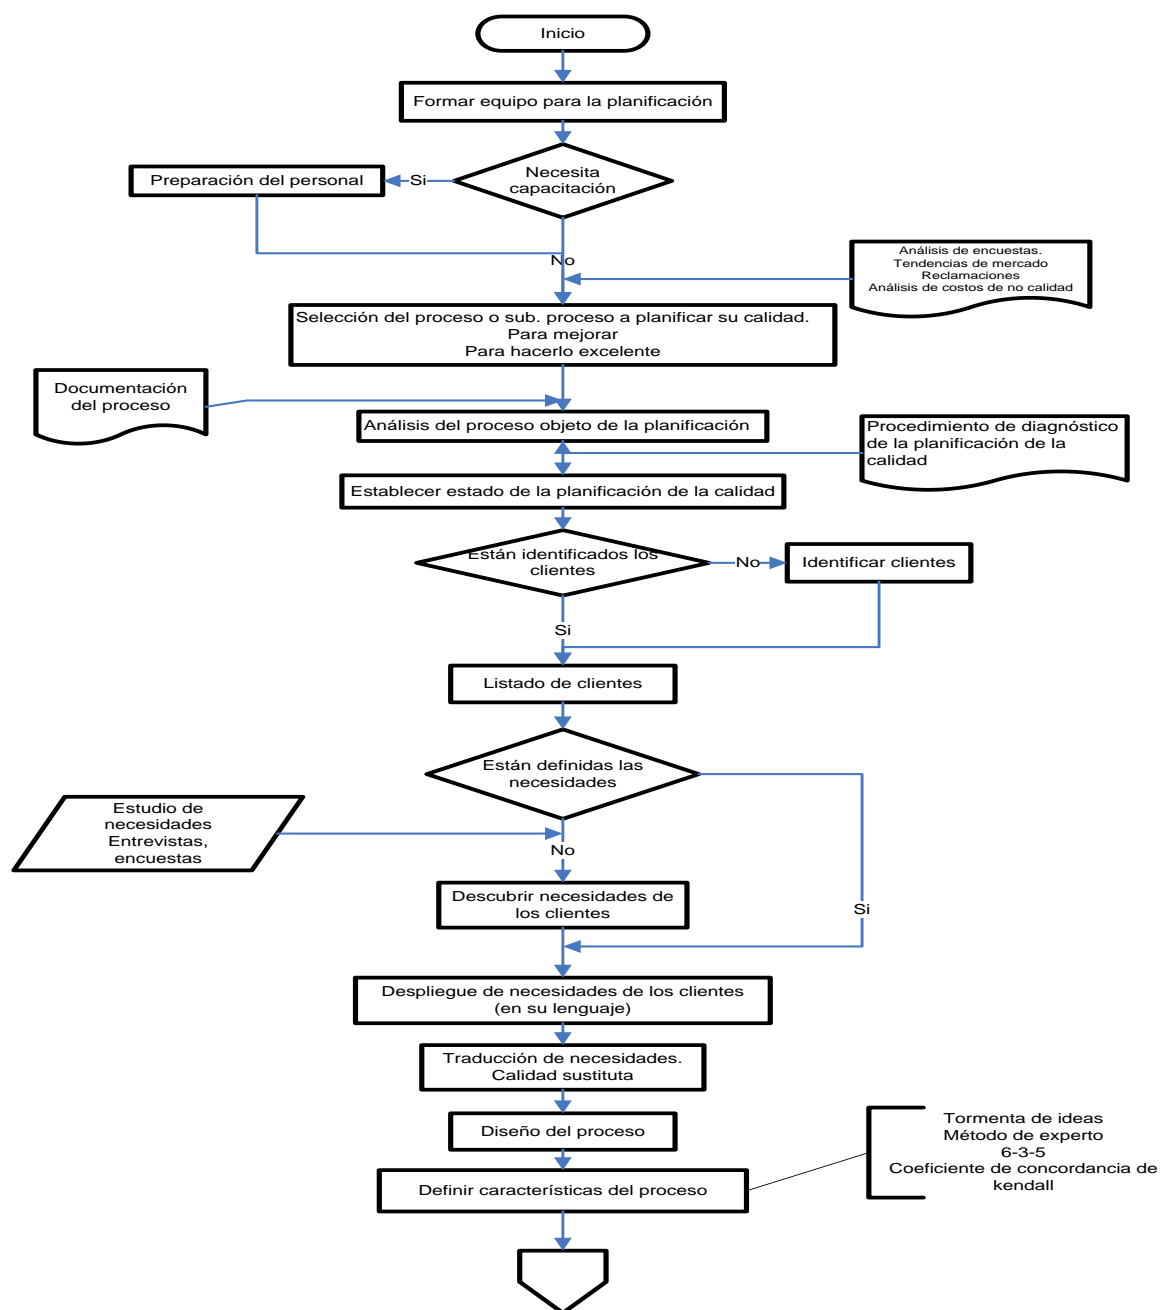 Inicio
Formar equipo para la planificación
Necesita
capacitación
Si
Preparación del personal
No
Análisis de encuestas.
Tendencias de mercado
Reclamaciones
Análisis de costos de no calidad
Selección del proceso o sub. proceso a planificar su calidad.
Para mejorar
Para hacerlo excelente
Documentación
del proceso
Análisis del proceso objeto de la planificación
Procedimiento de diagnóstico
de la planificación de la
calidad
Establecer estado de la planificación de la calidad
Están identificados los
clientes
No
Identificar clientes
Si
Listado de clientes
Están definidas las
necesidades
Estudio de
necesidades
Entrevistas,
encuestas
No
Descubrir necesidades de
los clientes
Si
Despliegue de necesidades de los clientes
(en su lenguaje)
Traducción de necesidades.
Calidad sustituta
Diseño del proceso
Definir características del proceso
Tormenta de ideas
Método de experto
6-3-5
Coeficiente de concordancia de
kendall